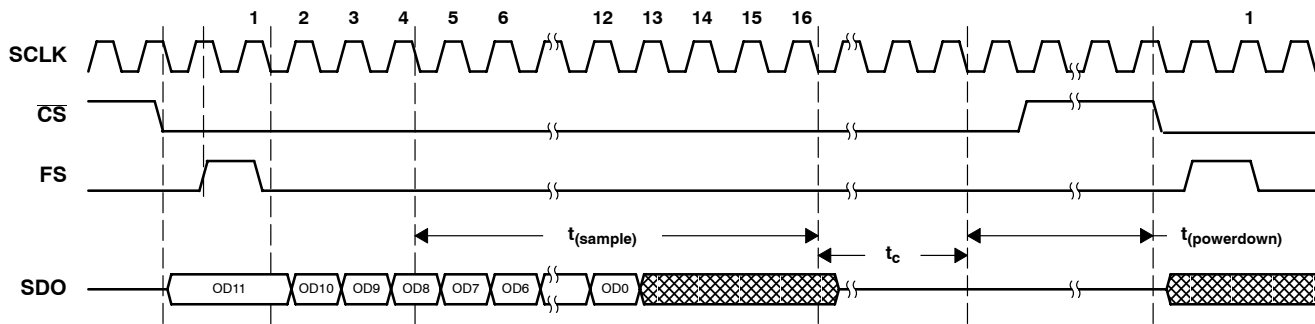 1 2 3 4 5 6 12 13 14 15 16 1
SCLK
CS
FS
t(sample)
t(powerdown)
tc
SDO
OD11 OD10 OD9 OD8 OD7 OD6 OD0